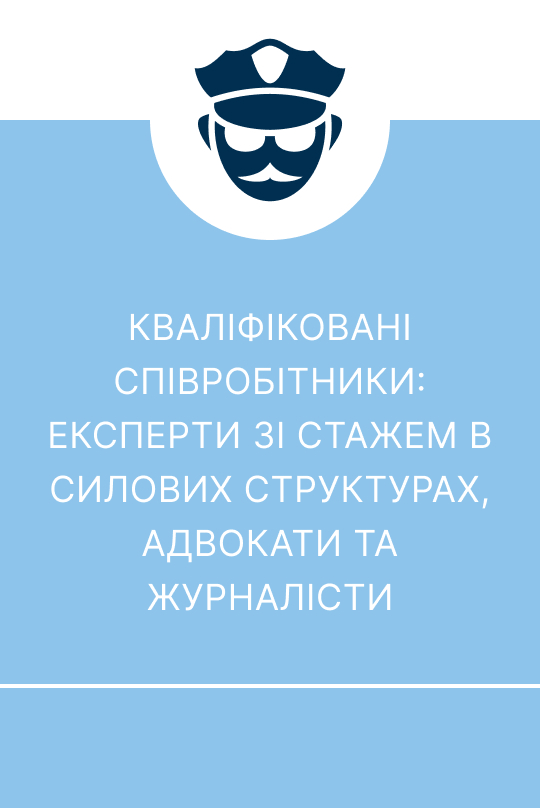 КВАЛІФІКОВАНІ
СПІВРОБІТНИКИ:
ЕКСПЕРТИ ЗІ СТАЖЕМ В
СИЛОВИХ СТРУКТУРАХ,
АДВОКАТИ ТА
ЖУРНАЛІСТИ